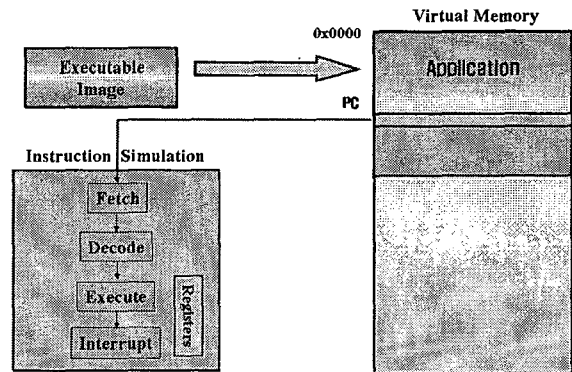 Virtual Memory
0x0000
Executable
Image
Application
PC
Instruction Simulation
Fetch
Decode
Execute
Interrupt
Registers